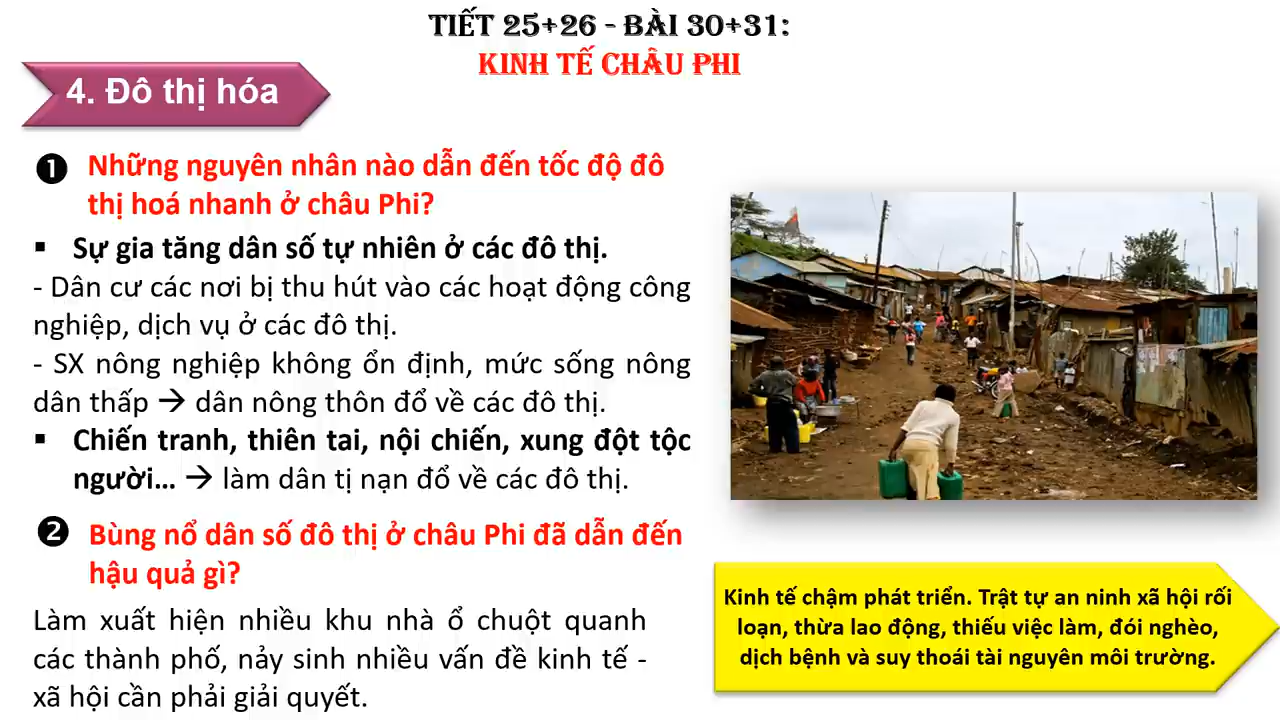 TIẾT 25+26 - BÀI 30+31:
KINH TẾ CHÂU PHI
4. Đô thị hóa
❶ Những nguyên nhân nào dẫn đến tốc độ đô
thị hoá nhanh ở châu Phi?
▪ Sự gia tăng dân số tự nhiên ở các đô thị.
- Dân cư các nơi bị thu hút vào các hoạt động công
nghiệp, dịch vụ ở các đô thị.
- SX nông nghiệp không ổn định, mức sống nông
dân thấp → dân nông thôn đổ về các đô thị.
▪ Chiến tranh, thiên tai, nội chiến, xung đột tộc
người... → làm dân tị nạn đổ về các đô thị.
❷ Bùng nổ dân số đô thị ở châu Phi đã dẫn đến
hậu quả gì?
Làm xuất hiện nhiều khu nhà ổ chuột quanh
các thành phố, nảy sinh nhiều vấn đề kinh tế -
xã hội cần phải giải quyết.
Kinh tế chậm phát triển. Trật tự an ninh xã hội rối
loạn, thừa lao động, thiếu việc làm, đói nghèo,
dịch bệnh và suy thoái tài nguyên môi trường.